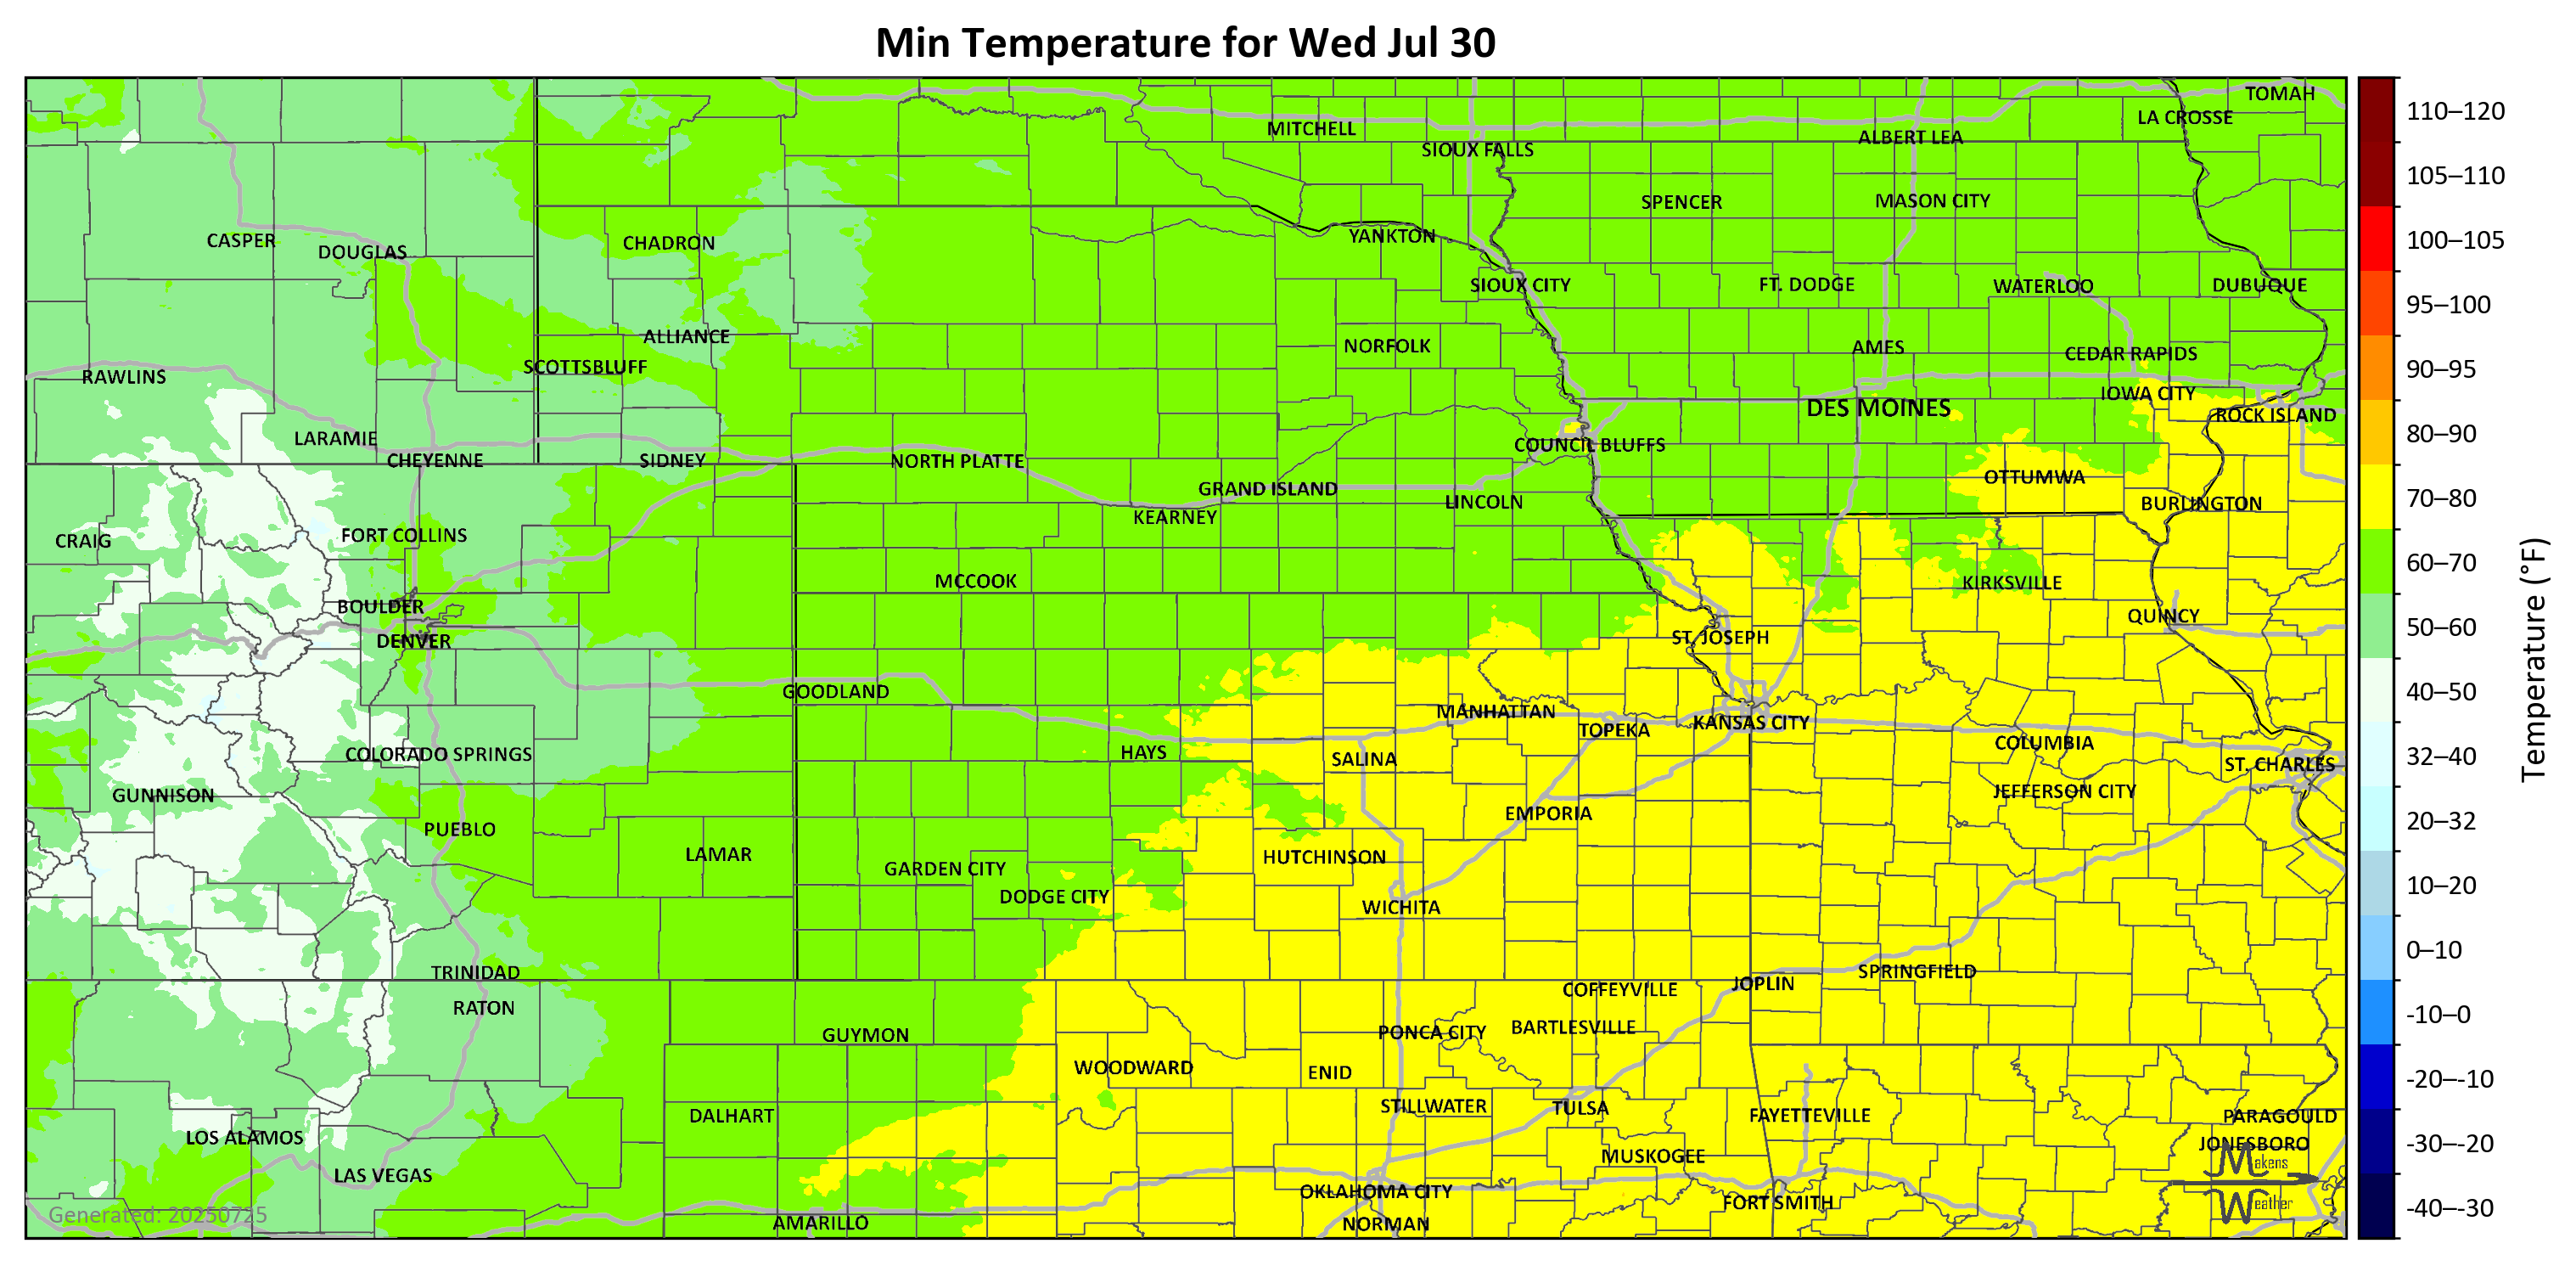 Min Temperature for Wed Jul 30
TOMAH
LA CROSSE
MITCHELL
ALBERT LEA
SIOUX FALLS
SPENCER
MASON CITY
CASPER
DOUGLAS
CHADRON
YANKTON
SIOUX CITY
FT. DODGE
WATERLOO
DUBUQUE
ALLIANCE
NORFOLK
AMES
CEDAR RAPIDS
SCOTTSBLUFF
RAWLINS
IOWA CITY
DES MOINES
ROCK ISLAND
LARAMIE
COUNCIL BLUFFS
CHEYENNE
SIDNEY
NORTH PLATTE
OTTUMWA
GRAND ISLAND
LINCOLN
BURLINGTON
KEARNEY
FORT COLLINS
CRAIG
MCCOOK
KIRKSVILLE
BOULDER
QUINCY
DENVER
ST. JOSEPH
GOODLAND
MANHATTAN
KANSAS CITY
TOPEKA
COLUMBIA
COLORADO SPRINGS
HAYS
SALINA
ST. CHARLES
GUNNISON
JEFFERSON CITY
EMPORIA
PUEBLO
LAMAR
HUTCHINSON
GARDEN CITY
DODGE CITY
WICHITA
TRINIDAD
SPRINGFIELD
JOPLIN
COFFEYVILLE
RATON
BARTLESVILLE
PONCA CITY
GUYMON
WOODWARD
ENID
STILLWATER
TULSA
DALHART
FAYETTEVILLE
PARAGOULD
LOS ALAMOS
JONESBORO
MUSKOGEE
Makens
LAS VEGAS
OKLAHOMA CITY
FORT SMITH
Weather
Generated: 20250725
AMARILLO
NORMAN
110–120
105–110
100–105
95–100
90–95
80–90
70–80
60–70
50–60
40–50
32–40
20–32
10–20
0–10
-10–0
-20–-10
-30–-20
-40–-30
Temperature (°F)